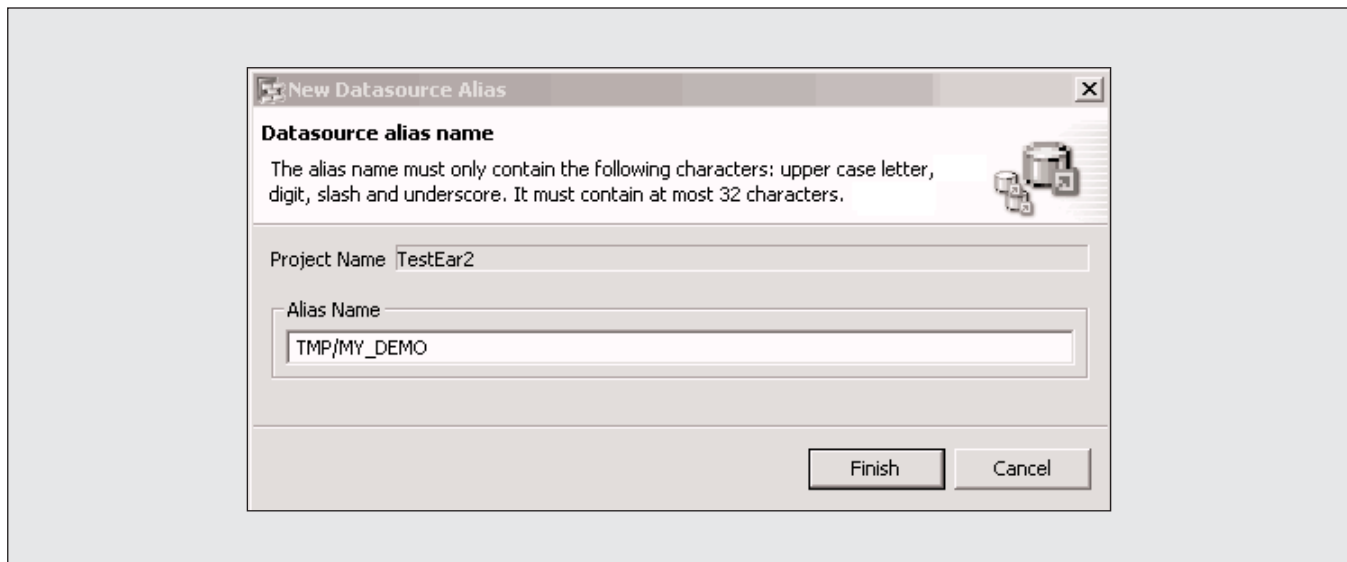 New Datasource Alias
Datasource alias name
The alias name must only contain the following characters: upper case letter,
digit, slash and underscore. It must contain at most 32 characters.
Project Name TestEar2
Alias Name
TMP/MY_DEMO
Finish Cancel